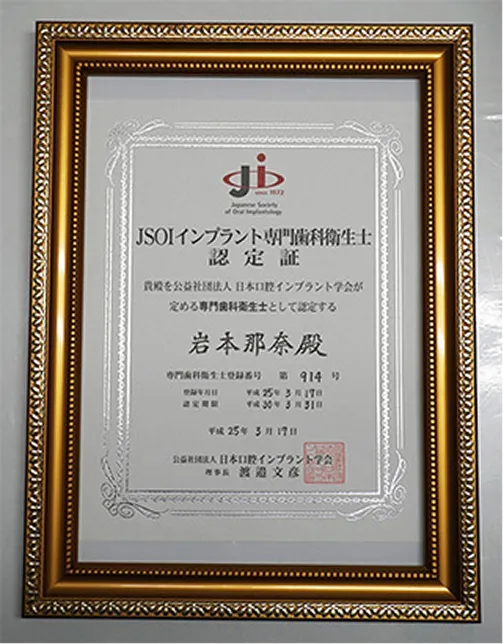 since 1972
Japanese Society
of Oral Implantology
JSOIインプラント専門歯科衛生士
認定証
貴殿を公益社団法人 日本口腔インプラント学会が
定める専門歯科衛生士として認定する
岩本那奈殿
専門歯科衛生士登録番号 第 914 号
登録年月日 平成25年3月17日
認定期限 平成30年3月31日
平成25年3月17日
公益社団法人 日本口腔インプラント学会
理事長 渡邉文彦